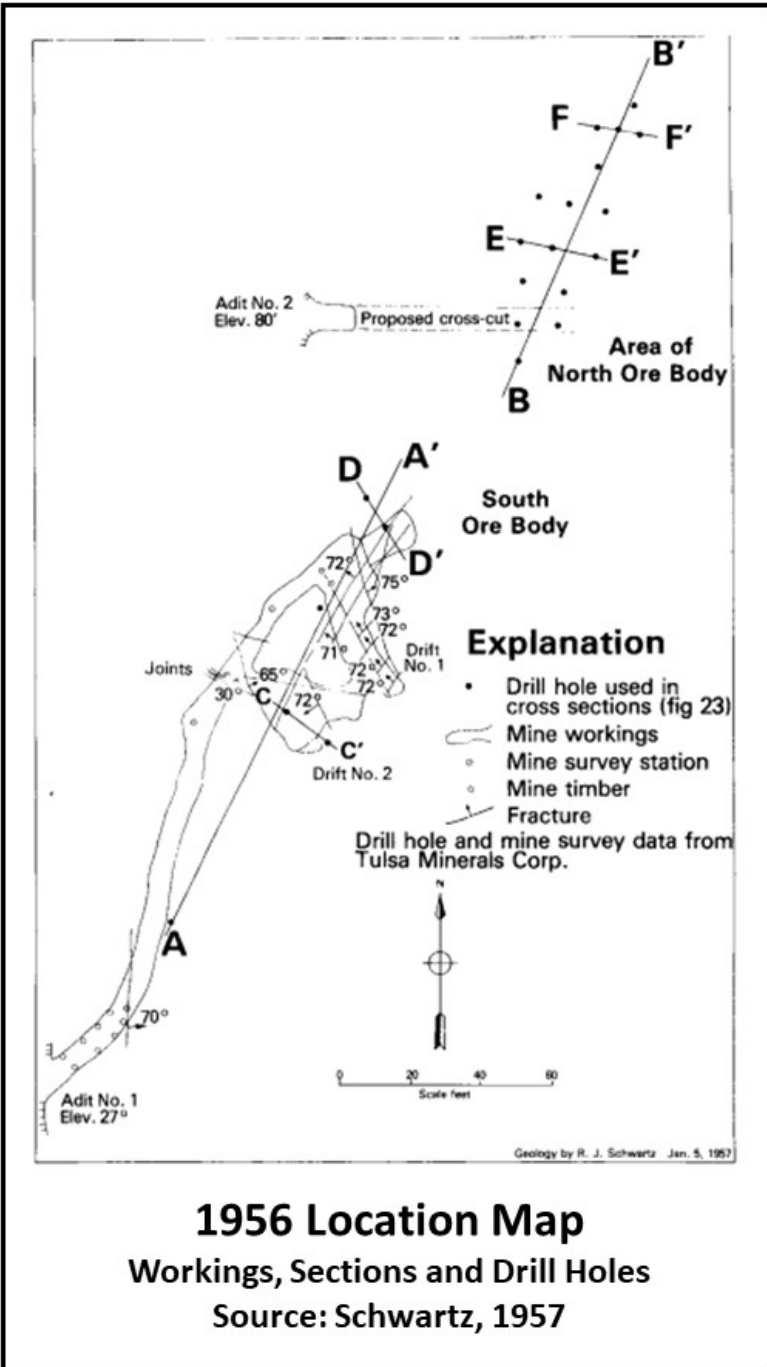 B'
F
F'
E
E'
Adit No. 2
Elev. 80'
Proposed cross-cut
Area of
North Ore Body
B
A'
D
South
Ore Body
D'
72°
75°
73°
72°
71°
Drift
No. 1
72°
72°
Joints
65°
30°
C
72°
C'
Drift No. 2
Explanation
Drill hole used in
cross sections (fig 23)
Mine workings
Mine survey station
Mine timber
Fracture
Drill hole and mine survey data from
Tulsa Minerals Corp.
N
A
70°
0 20 40 60
Scale feet
Adit No. 1
Elev. 27°
Geology by R. J. Schwartz Jan. 5, 1957
1956 Location Map
Workings, Sections and Drill Holes
Source: Schwartz, 1957